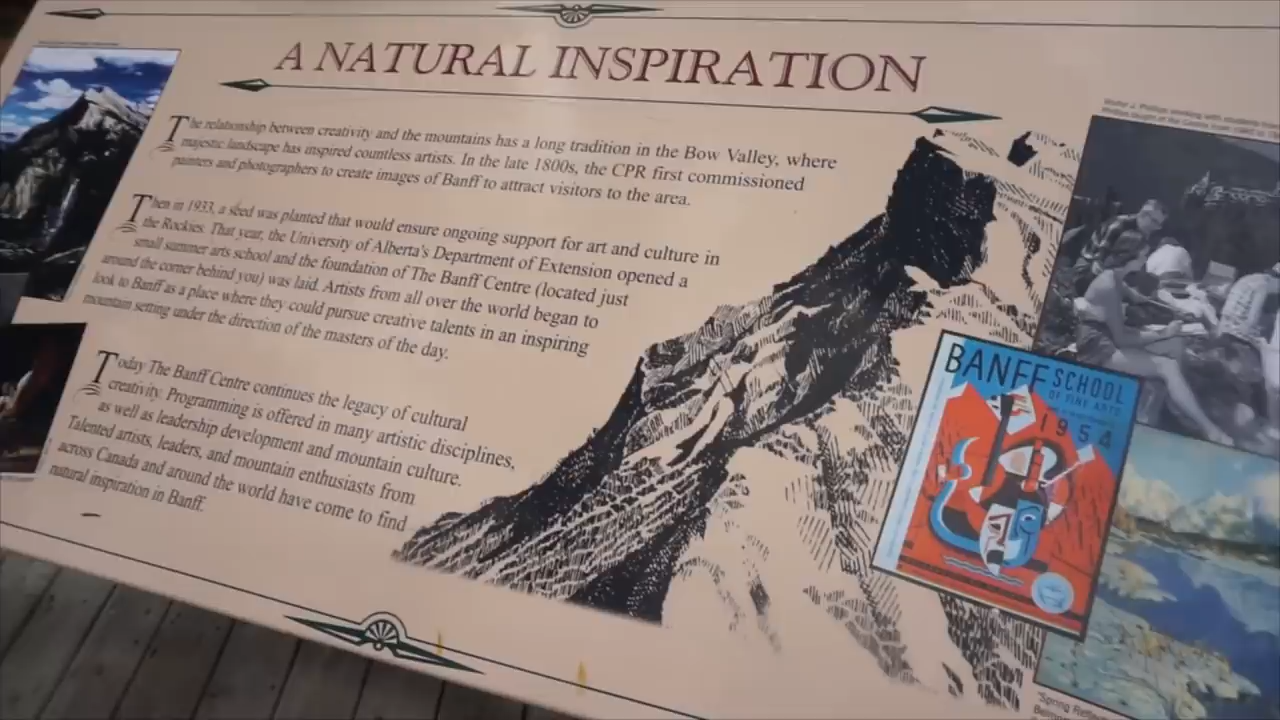 A NATURAL INSPIRATION
The relationship between creativity and the mountains has a long tradition in the Bow Valley, where
majestic landscape has inspired countless artists. In the late 1800s, the CPR first commissioned
painters and photographers to create images of Banff to attract visitors to the area.
Then in 1933, a seed was planted that would ensure ongoing support for art and culture in
the Rockies. That year, the University of Alberta's Department of Extension opened a
small summer arts school and the foundation of The Banff Centre (located just
around the corner behind you) was laid. Artists from all over the world began to
look to Banff as a place where they could pursue creative talents in an inspiring
mountain setting under the direction of the masters of the day.
Today The Banff Centre continues the legacy of cultural
creativity. Programming is offered in many artistic disciplines,
as well as leadership development and mountain culture.
Talented artists, leaders, and mountain enthusiasts from
across Canada and around the world have come to find
natural inspiration in Banff.
Walter J. Phillips working with students
BANFF SCHOOL
OF FINE ARTS
1954
"Spring